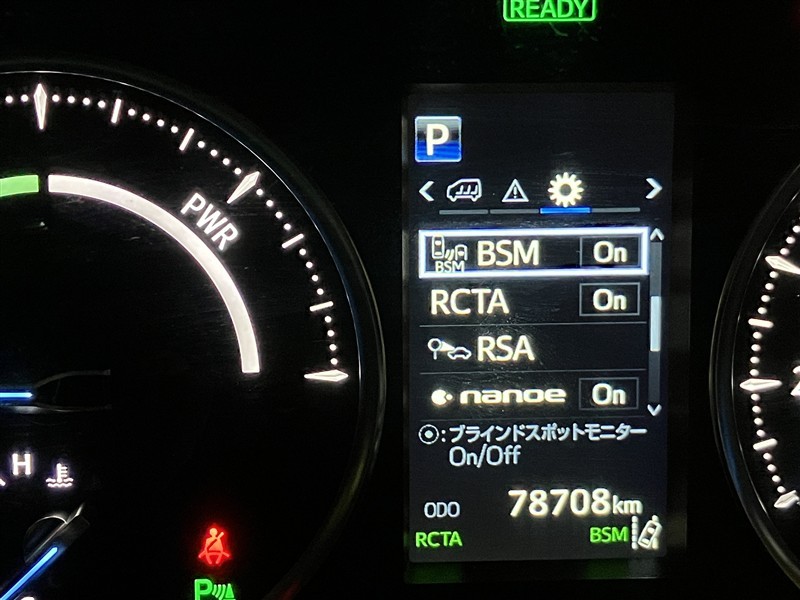 READY
P
PWR
BSM BSM On
RCTA On
RSA
nanoe On
:ブラインドスポットモニター
On/Off
H
ODO 78708km
RCTA BSM
P